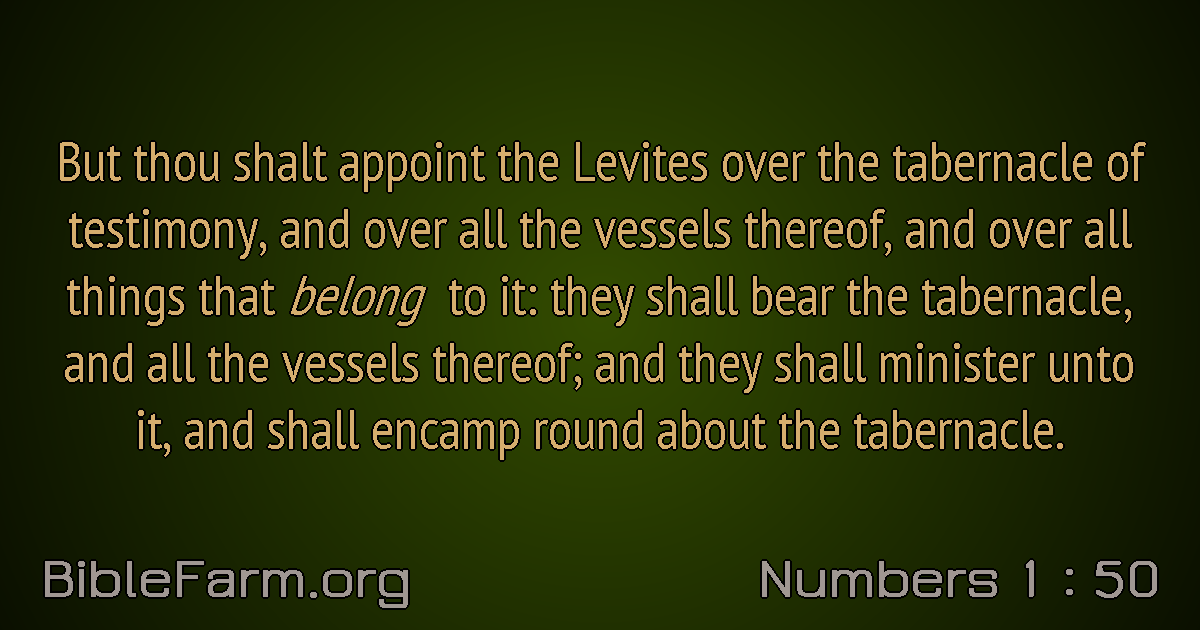 But thou shalt appoint the Levites over the tabernacle of
testimony, and over all the vessels thereof, and over all
things that belong to it: they shall bear the tabernacle,
and all the vessels thereof; and they shall minister unto
it, and shall encamp round about the tabernacle.
BibleFarm.org
Numbers 1 : 50